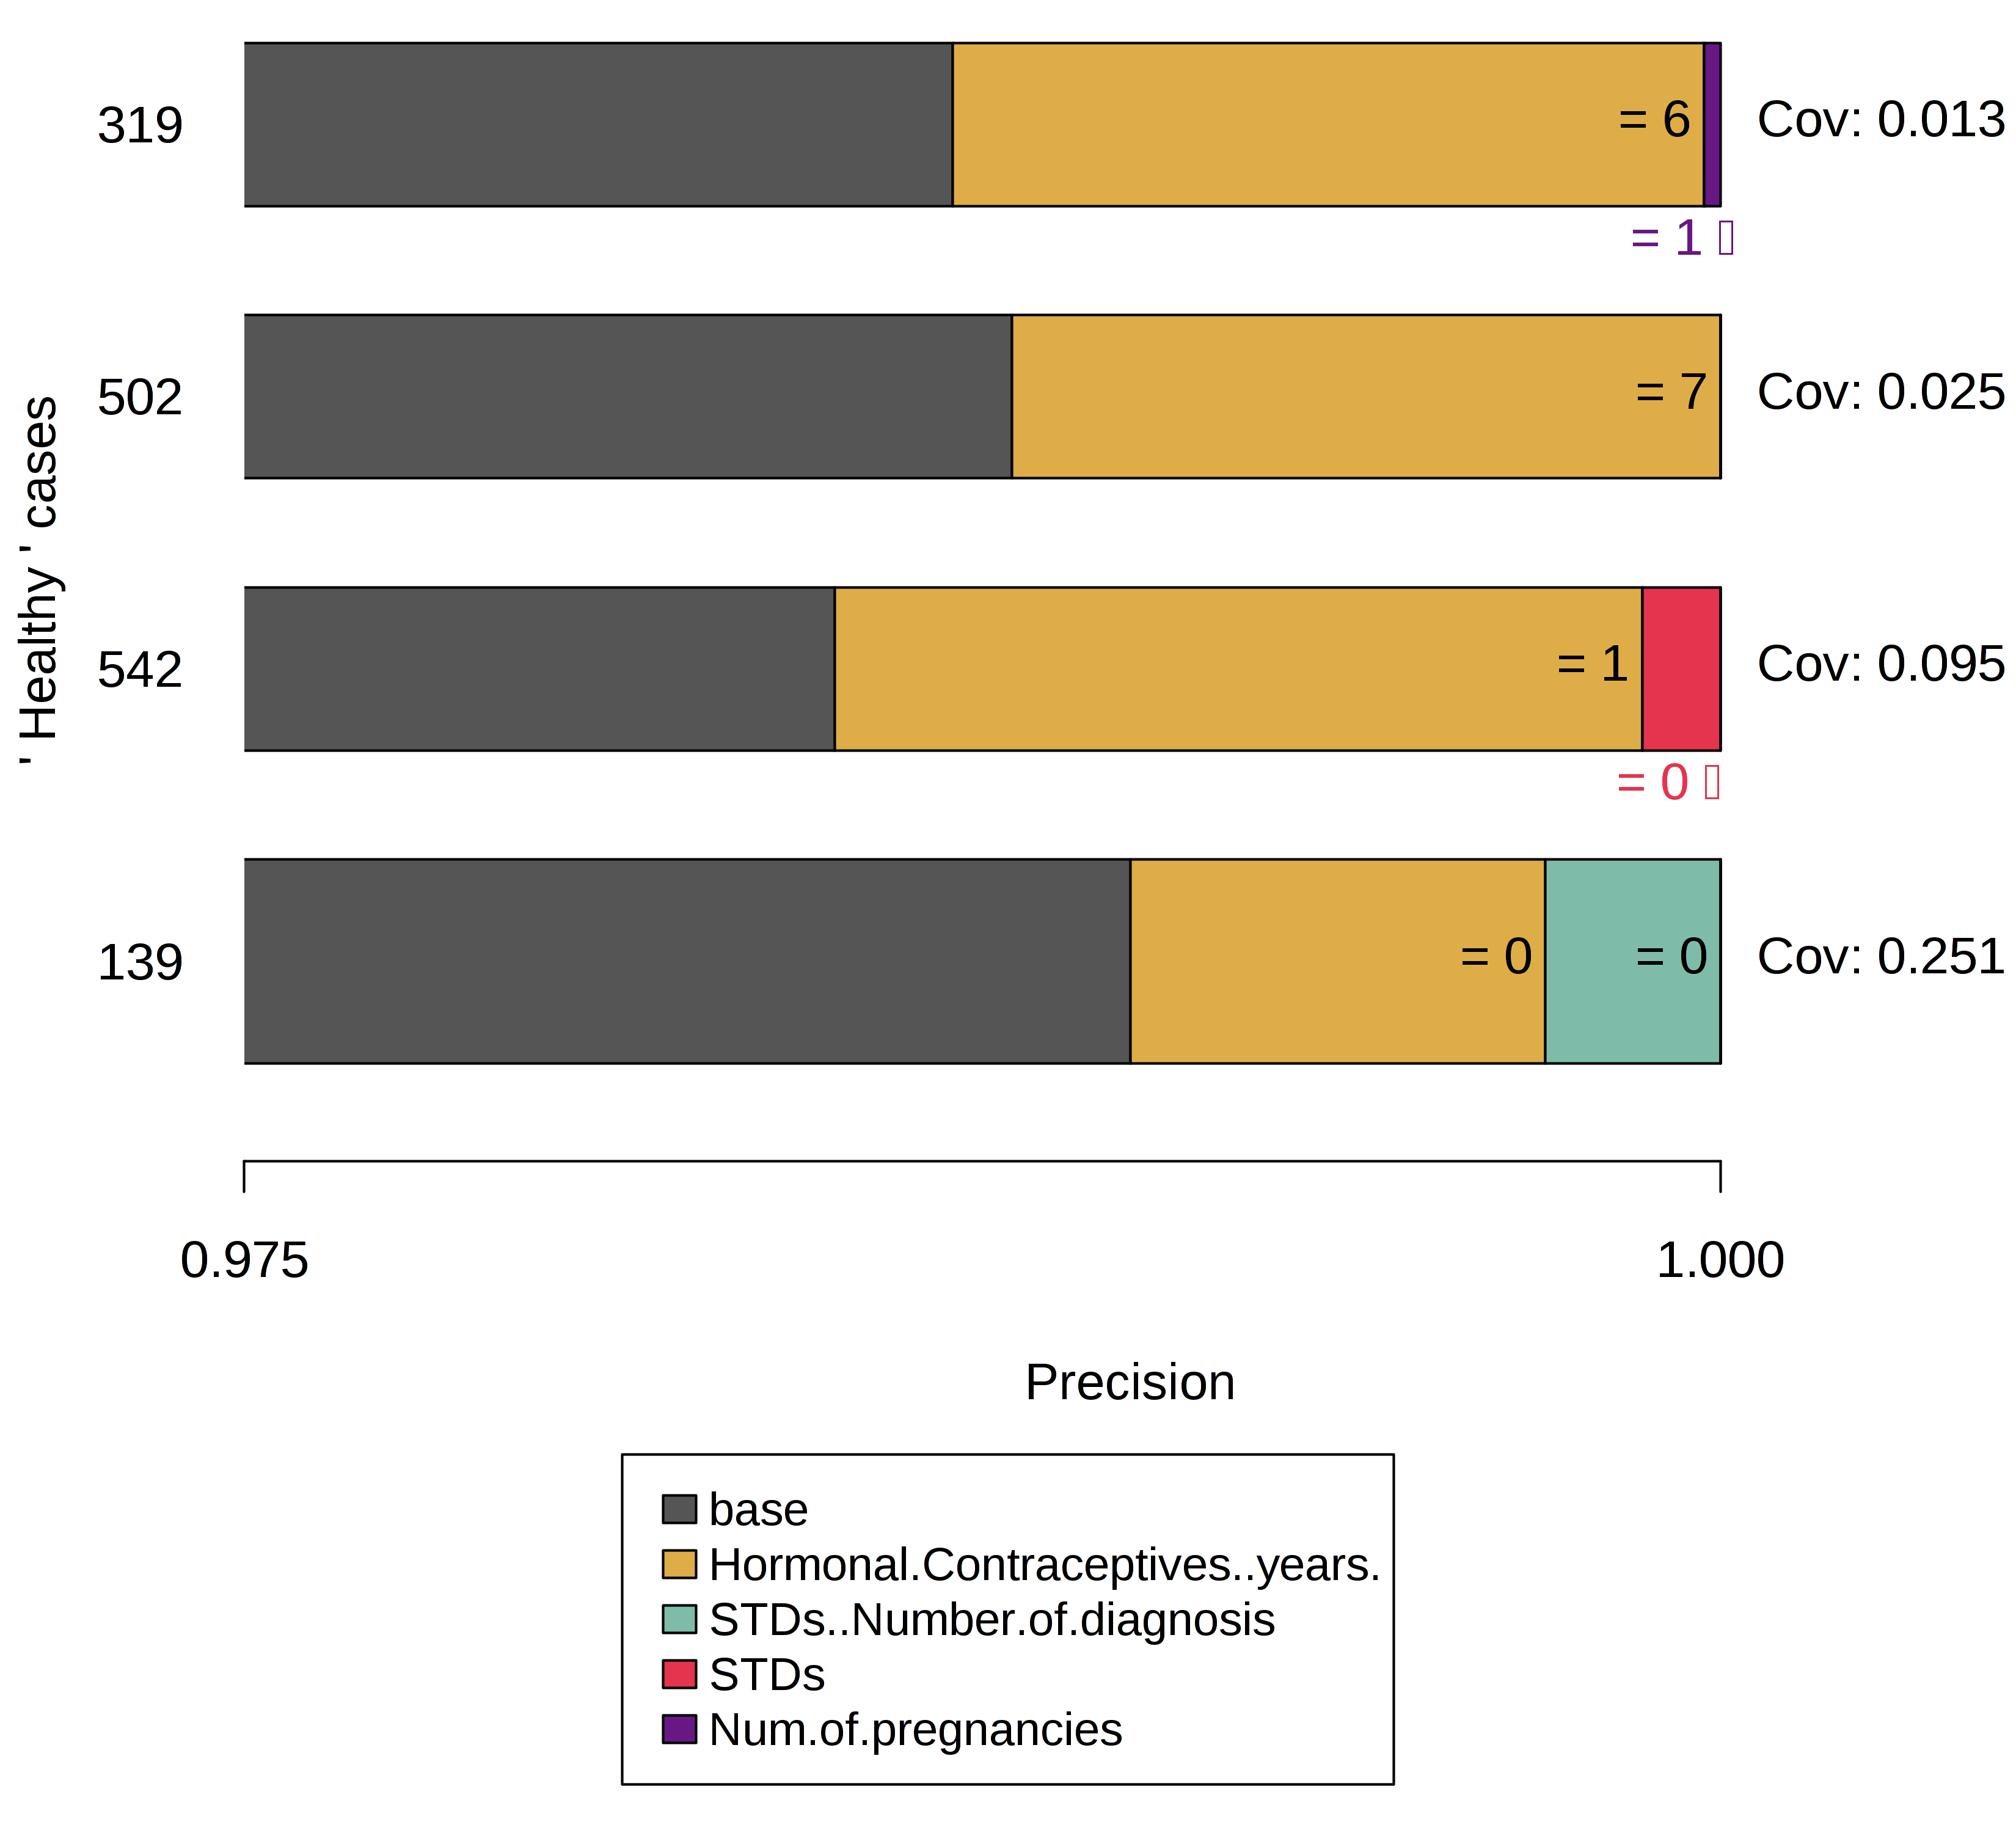 319
= 6
Cov: 0.013
= 1
502
= 7
Cov: 0.025
542
= 1
Cov: 0.095
= 0
139
= 0
= 0
Cov: 0.251
' Healthy ' cases
0.975
1.000
Precision
base
Hormonal.Contraceptives..years.
STDs..Number.of.diagnosis
STDs
Num.of.pregnancies